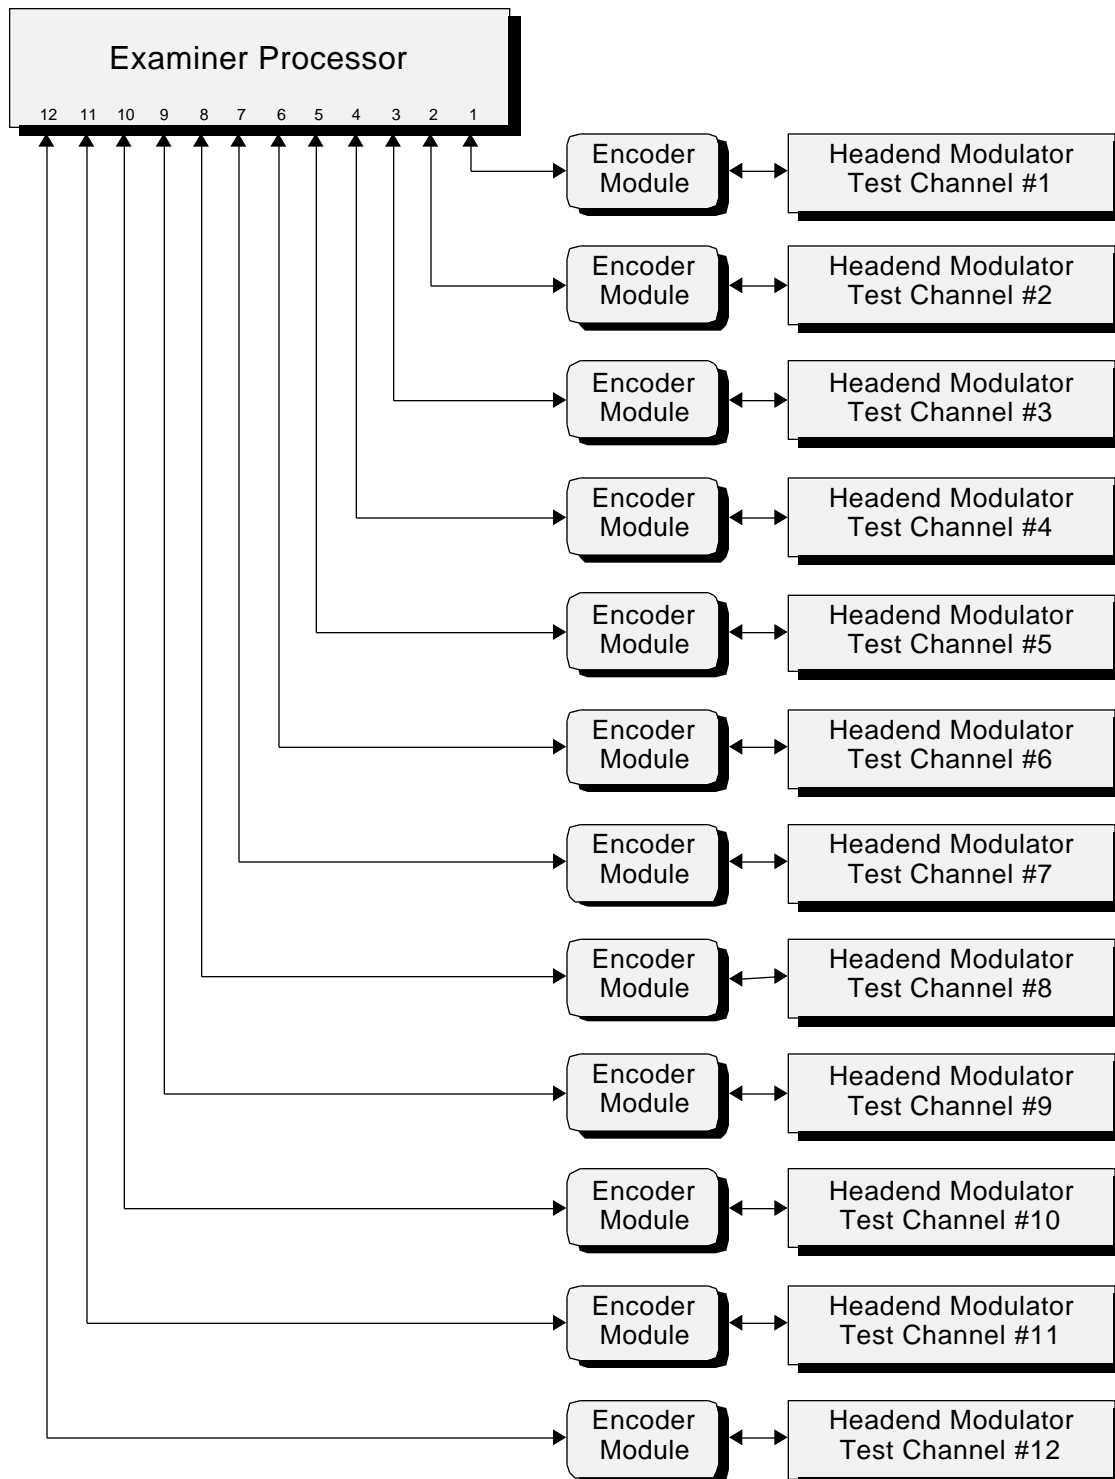 Examiner Processor
12 11 10 9 8 7 6 5 4 3 2 1
Encoder
Module
Headend Modulator
Test Channel #1
Encoder
Module
Headend Modulator
Test Channel #2
Encoder
Module
Headend Modulator
Test Channel #3
Encoder
Module
Headend Modulator
Test Channel #4
Encoder
Module
Headend Modulator
Test Channel #5
Encoder
Module
Headend Modulator
Test Channel #6
Encoder
Module
Headend Modulator
Test Channel #7
Encoder
Module
Headend Modulator
Test Channel #8
Encoder
Module
Headend Modulator
Test Channel #9
Encoder
Module
Headend Modulator
Test Channel #10
Encoder
Module
Headend Modulator
Test Channel #11
Encoder
Module
Headend Modulator
Test Channel #12